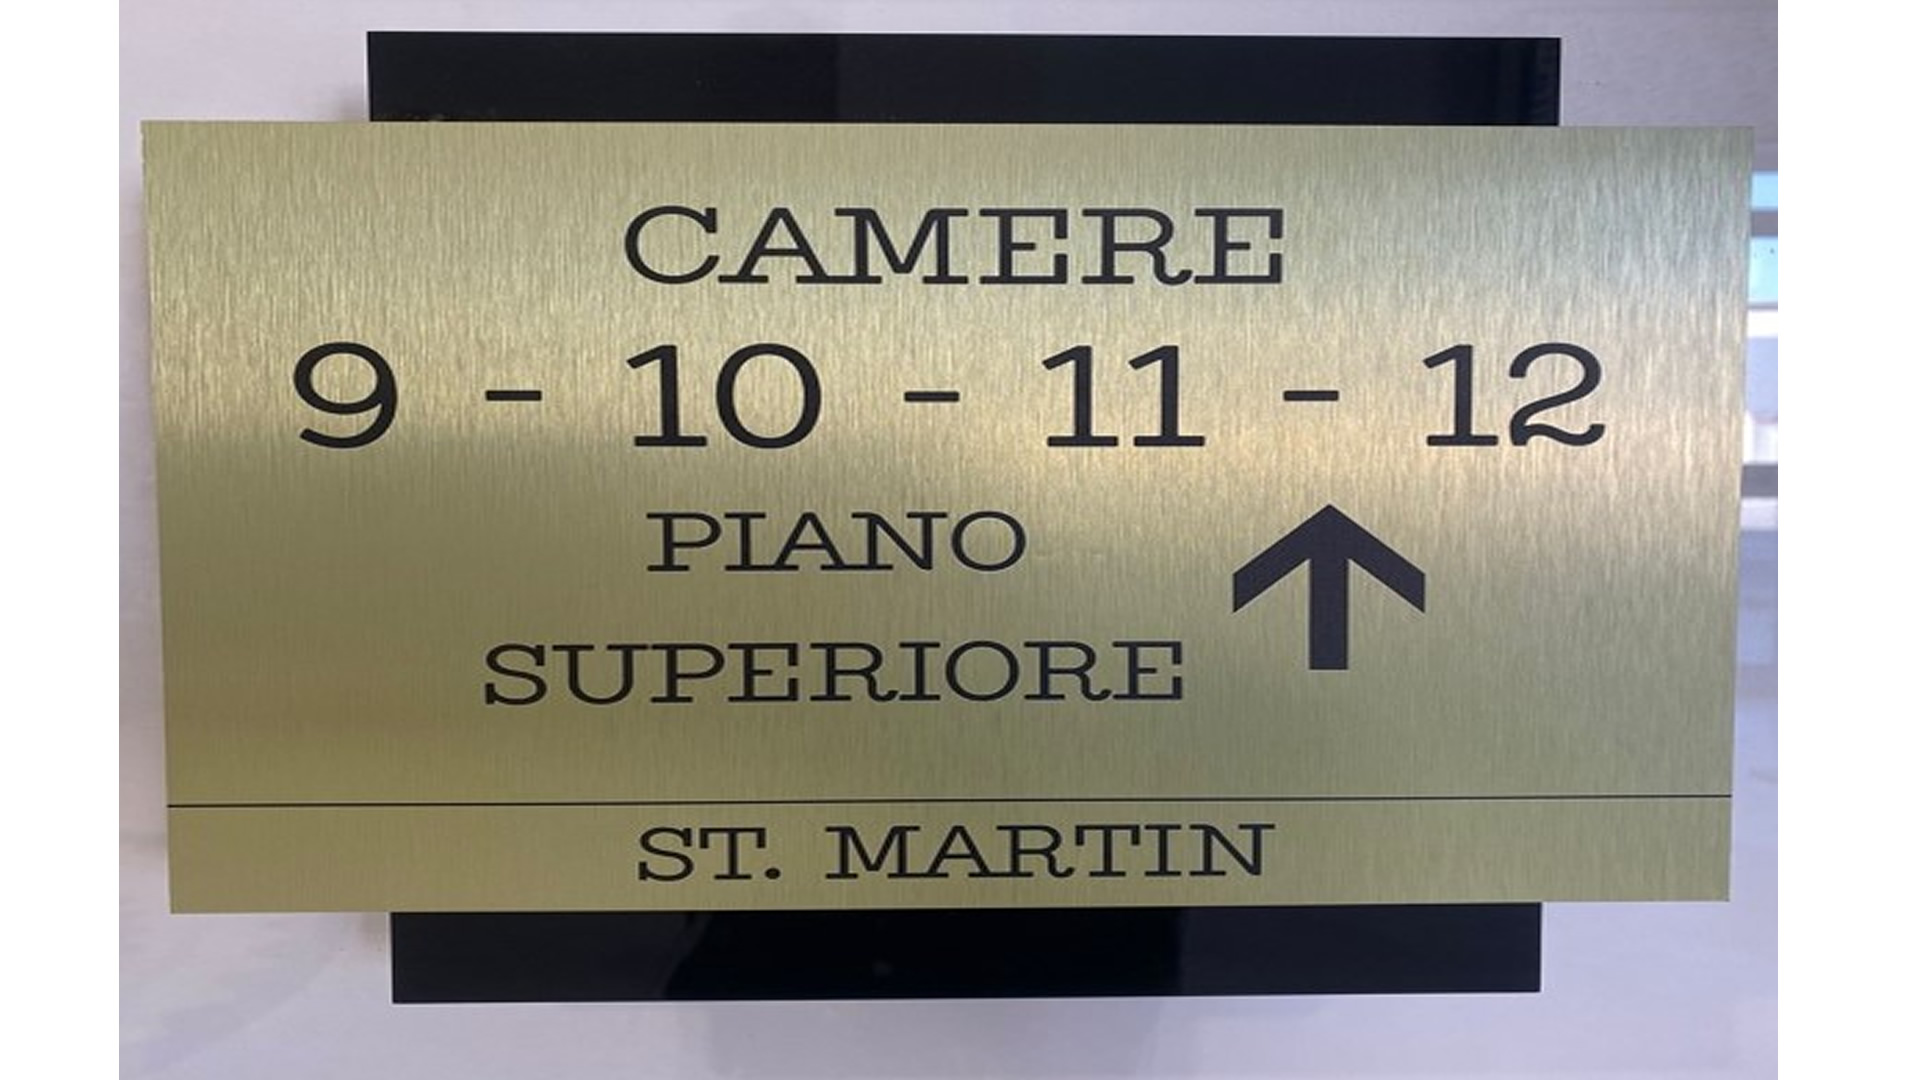 CAMERE
9 - 10 - 11 - 12
PIANO
SUPERIORE
ST. MARTIN